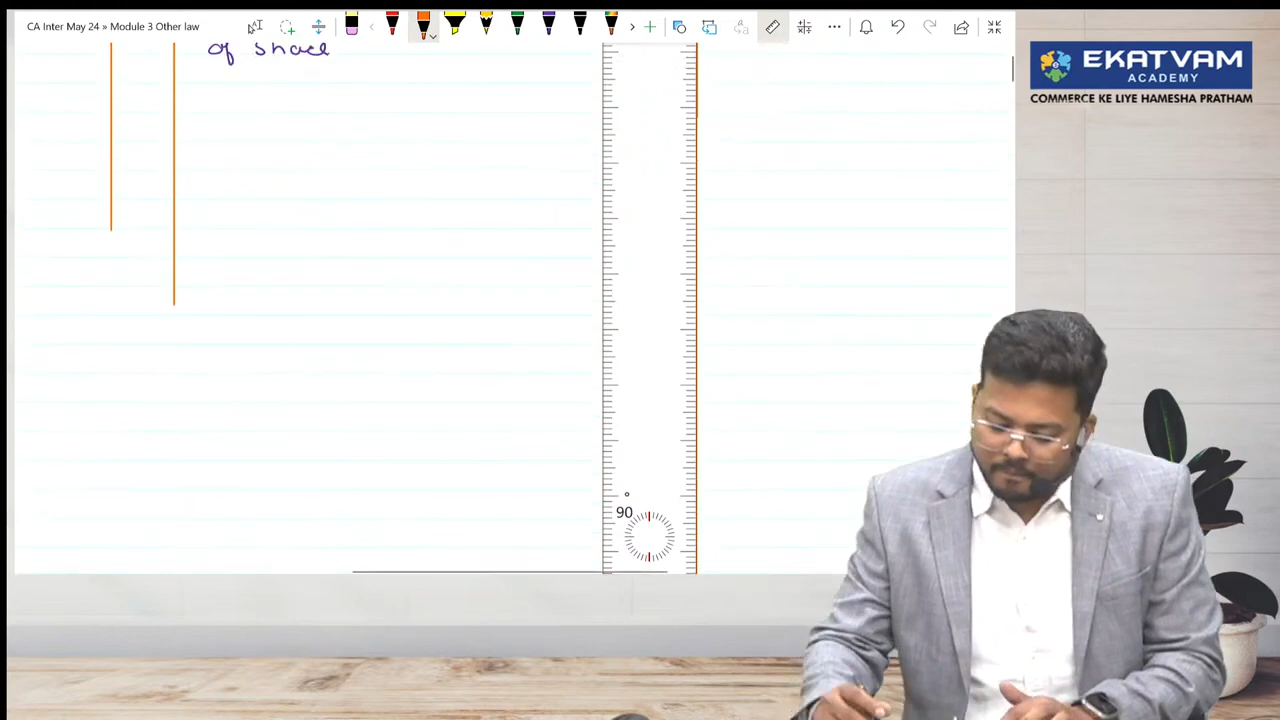 CA Inter May 24 » Module 3 Other law
EKATVAM
ACADEMY
COMMERCE KE LIYE HAMESHA PRATHAM
of share
90°